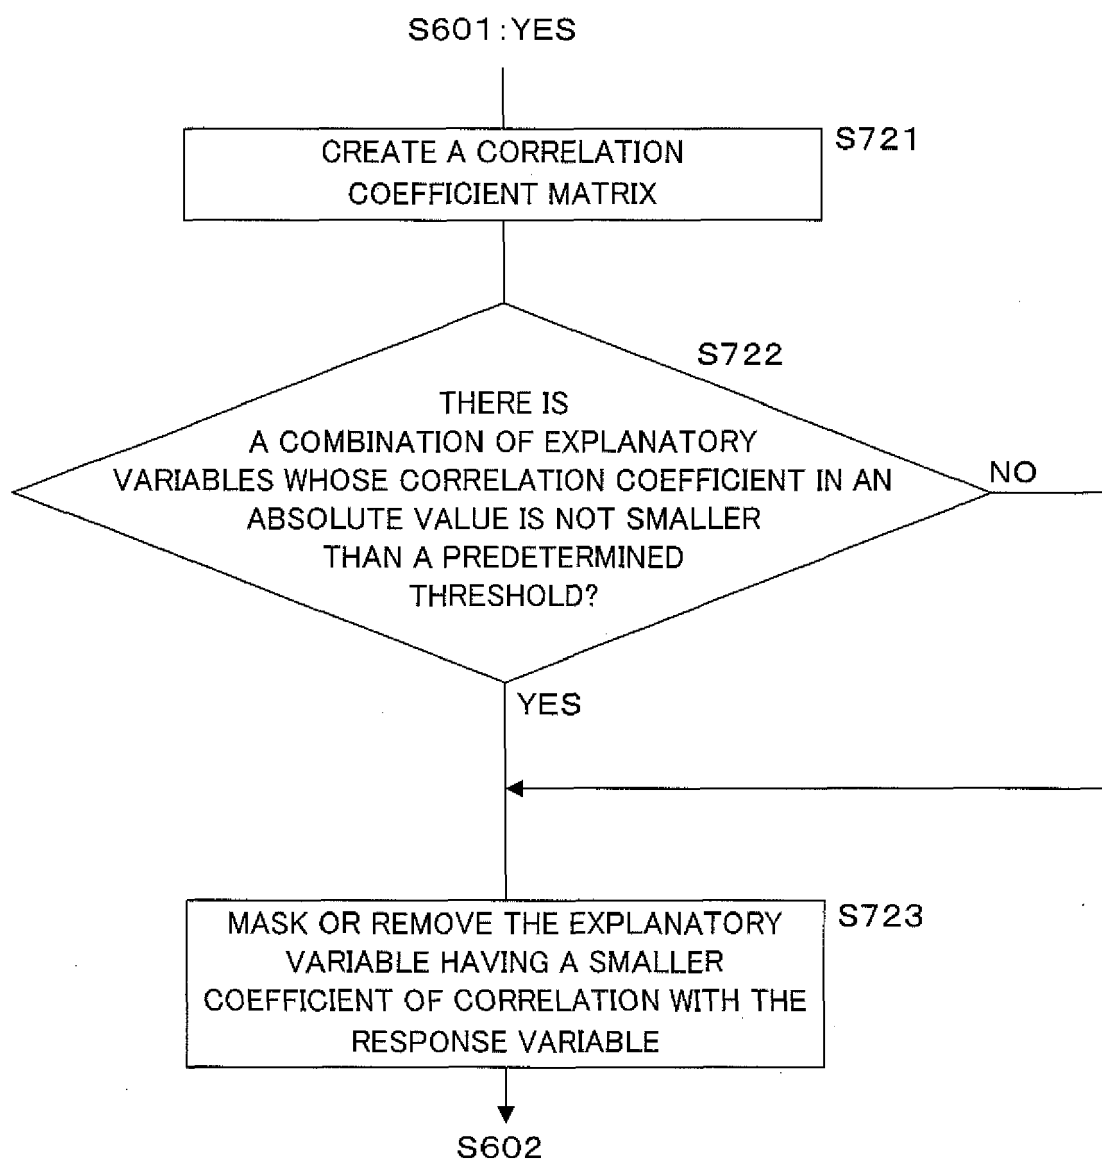 S601:YES
S721
CREATE A CORRELATION
COEFFICIENT MATRIX
S722
THERE IS
A COMBINATION OF EXPLANATORY
VARIABLES WHOSE CORRELATION COEFFICIENT IN AN
ABSOLUTE VALUE IS NOT SMALLER
THAN A PREDETERMINED
THRESHOLD?
NO
YES
S723
MASK OR REMOVE THE EXPLANATORY
VARIABLE HAVING A SMALLER
COEFFICIENT OF CORRELATION WITH THE
RESPONSE VARIABLE
S602